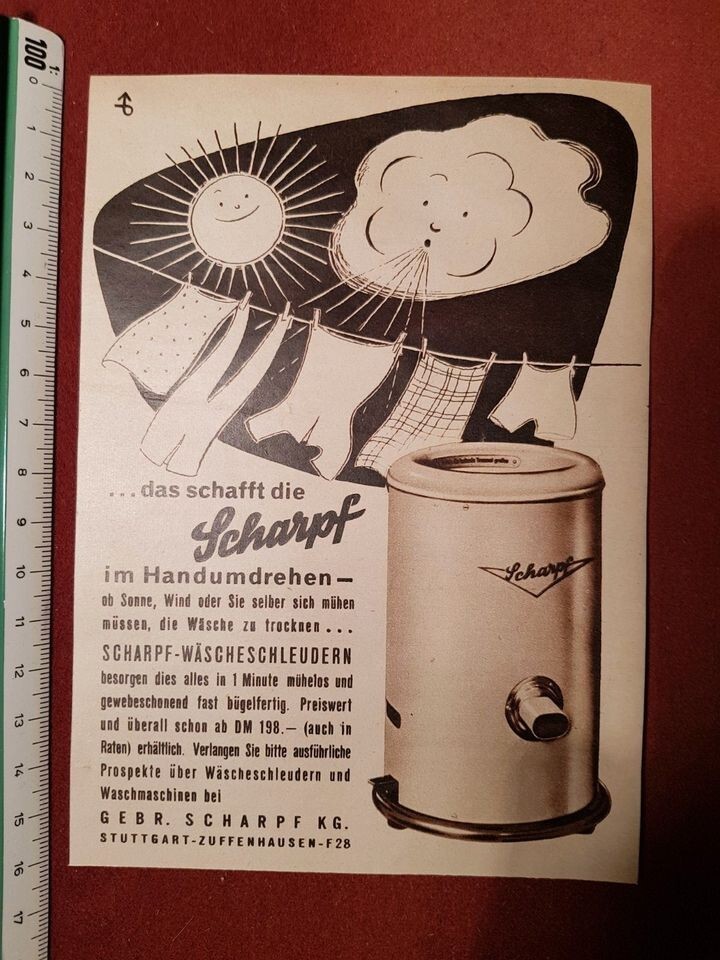 100
1:
0
1
2
3
4
5
6
7
8
9
10
11
12
13
14
15
16
17
...das schafft die
Scharpf
im Handumdrehen—
ob Sonne, Wind oder Sie selber sich mühen
müssen, die Wäsche zu trocknen...
SCHARPF-WÄSCHESCHLEUDERN
besorgen dies alles in 1 Minute mühelos und
gewebeschonend fast bügelfertig. Preiswert
und überall schon ab DM 198.— (auch in
Raten) erhältlich. Verlangen Sie bitte ausführliche
Prospekte über Wäscheschleudern und
Waschmaschinen bei
GEBR. SCHARPF KG.
STUTTGART-ZUFFENHAUSEN-F28
Scharpf